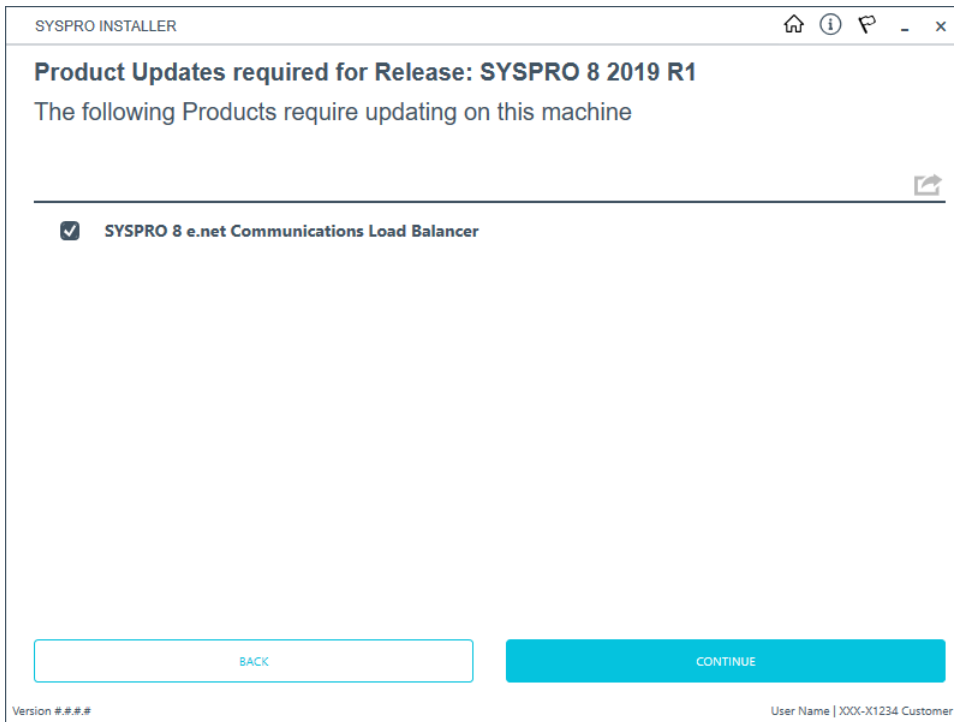 SYSPRO INSTALLER
Product Updates required for Release: SYSPRO 8 2019 R1
The following Products require updating on this machine
SYSPRO 8 e.net Communications Load Balancer
BACK
CONTINUE
Version #.#.#.#
User Name | XXX-X1234 Customer